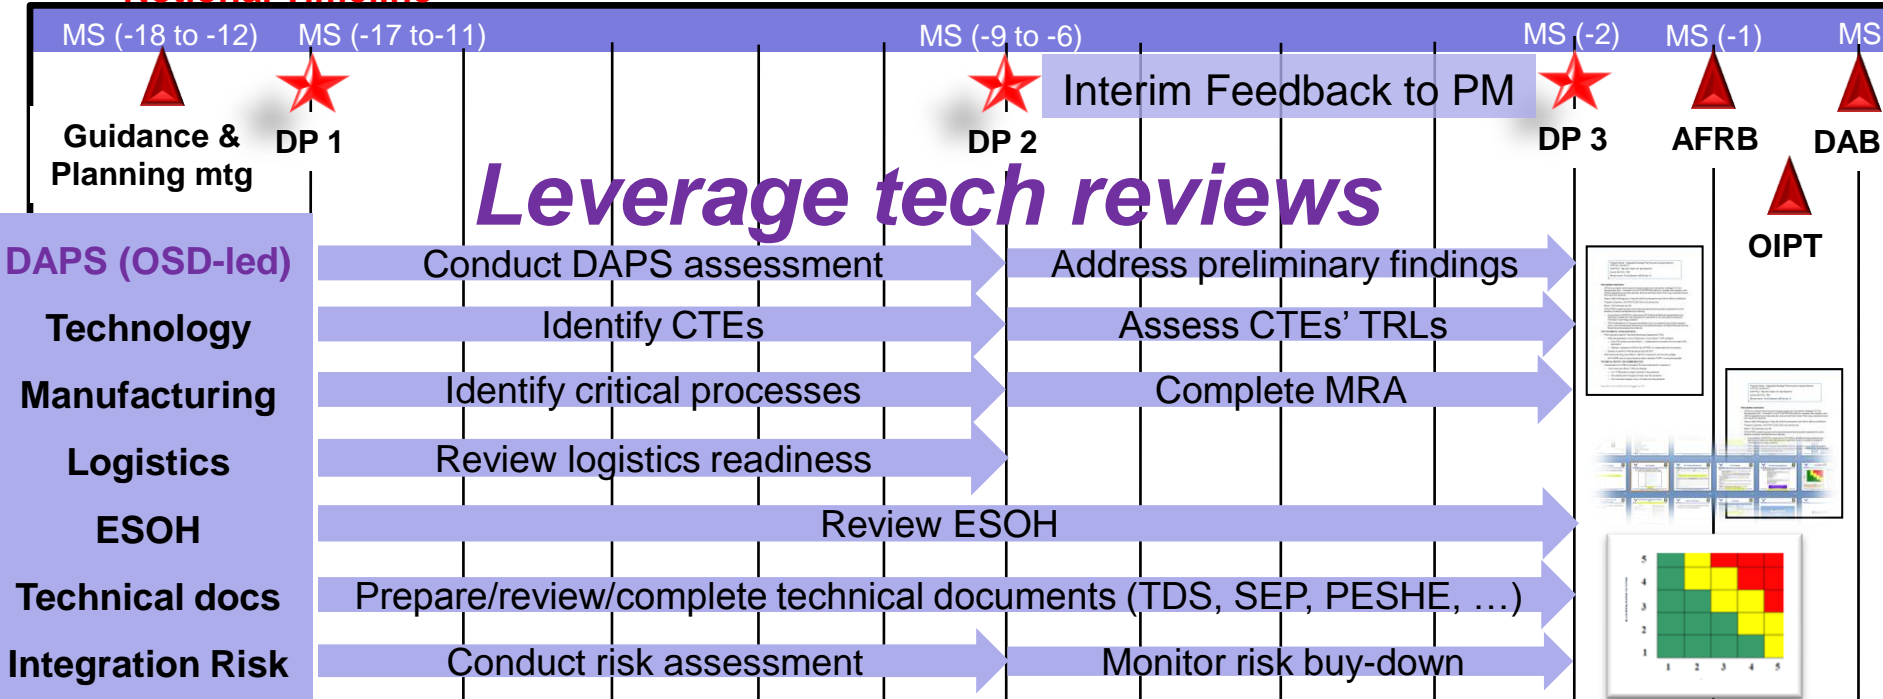 Notional Timeline
MS (-18 to -12)
MS (-17 to-11)
MS (-9 to -6)
MS (-2)
MS (-1)
MS
Interim Feedback to PM
Guidance &
Planning mtg
DP 1
DP 2
DP 3
AFRB
DAB
OIPT
Leverage tech reviews
DAPS (OSD-led)
Conduct DAPS assessment
Address preliminary findings
Technology
Identify CTEs
Assess CTEs’ TRLs
Manufacturing
Identify critical processes
Complete MRA
Logistics
Review logistics readiness
ESOH
Review ESOH
Technical docs
Prepare/review/complete technical documents (TDS, SEP, PESHE, …)
Integration Risk
Conduct risk assessment
Monitor risk buy-down
5
4
3
2
1
1 2 3 4 5